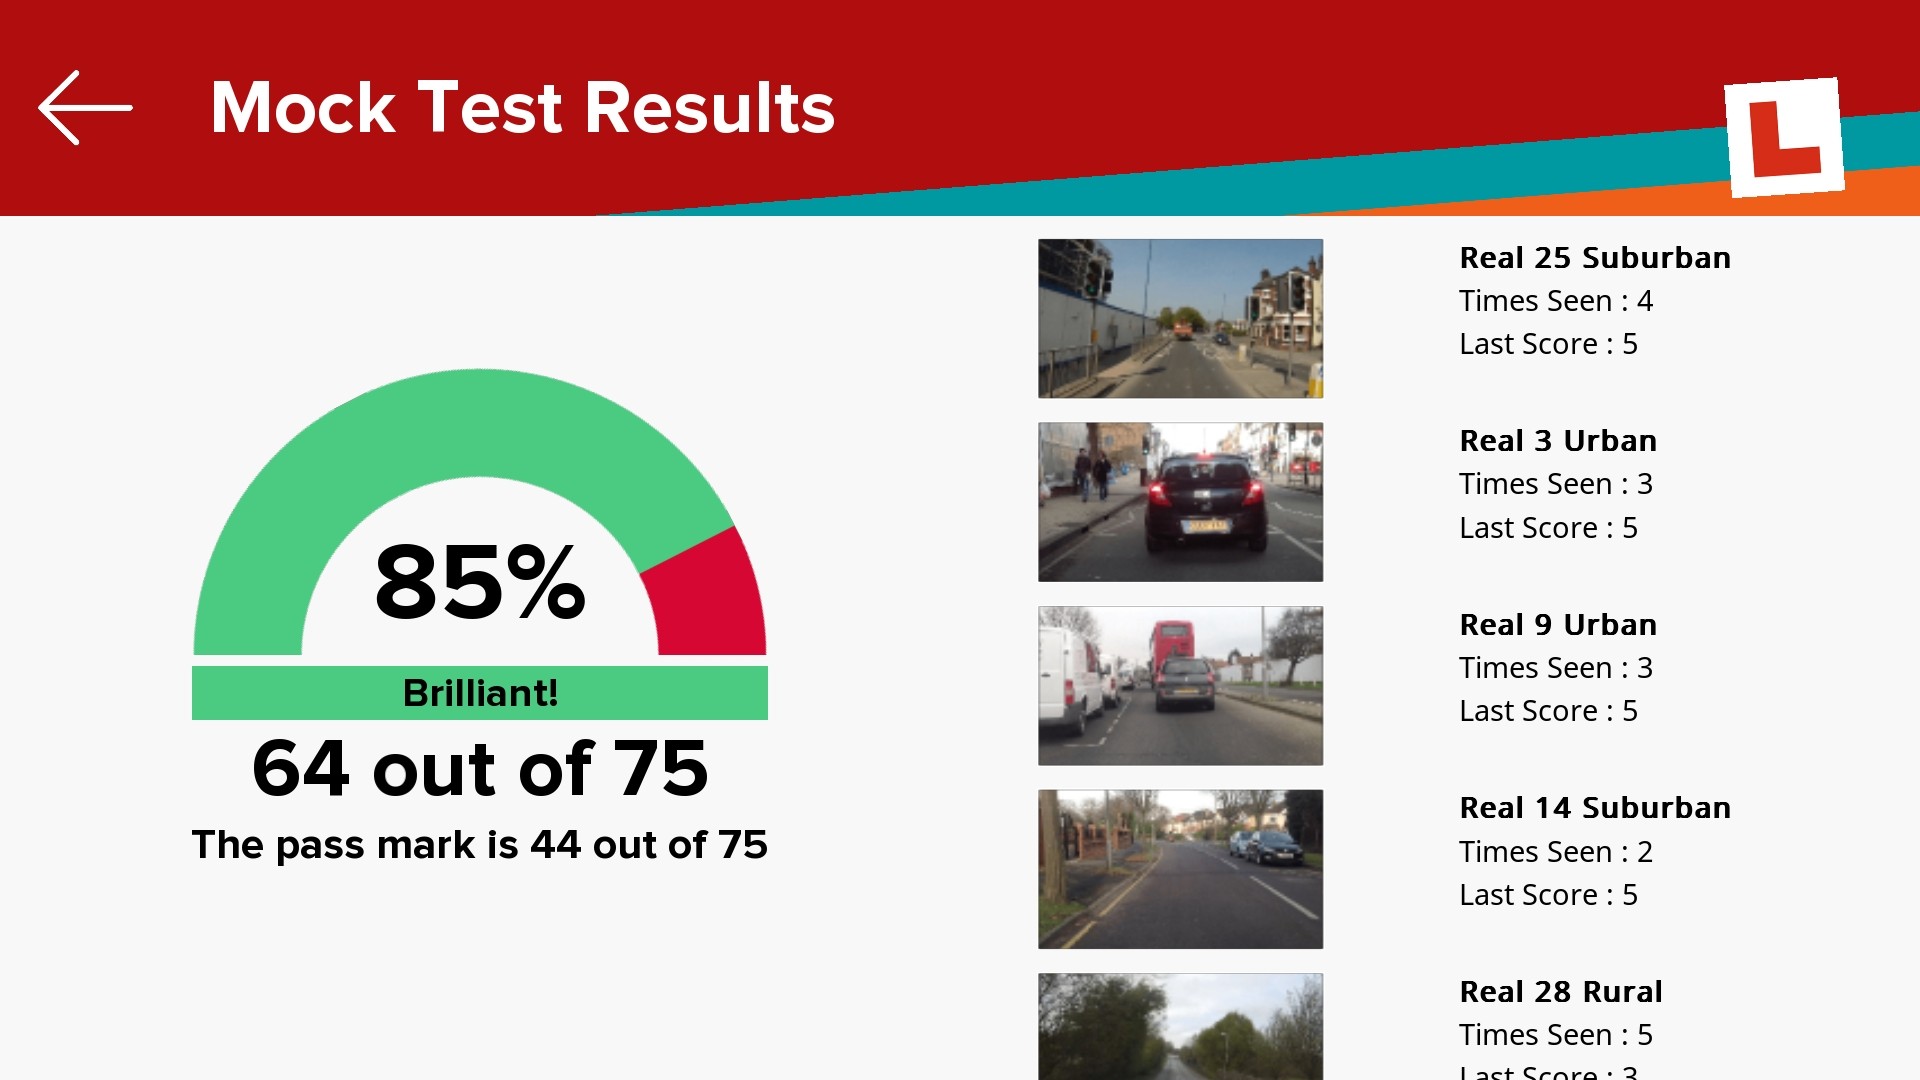 Mock Test Results
L
85%
Brilliant!
64 out of 75
The pass mark is 44 out of 75
Real 25 Suburban
Times Seen : 4
Last Score : 5
Real 3 Urban
Times Seen : 3
Last Score : 5
Real 9 Urban
Times Seen : 3
Last Score : 5
Real 14 Suburban
Times Seen : 2
Last Score : 5
Real 28 Rural
Times Seen : 5
Last Score : 3